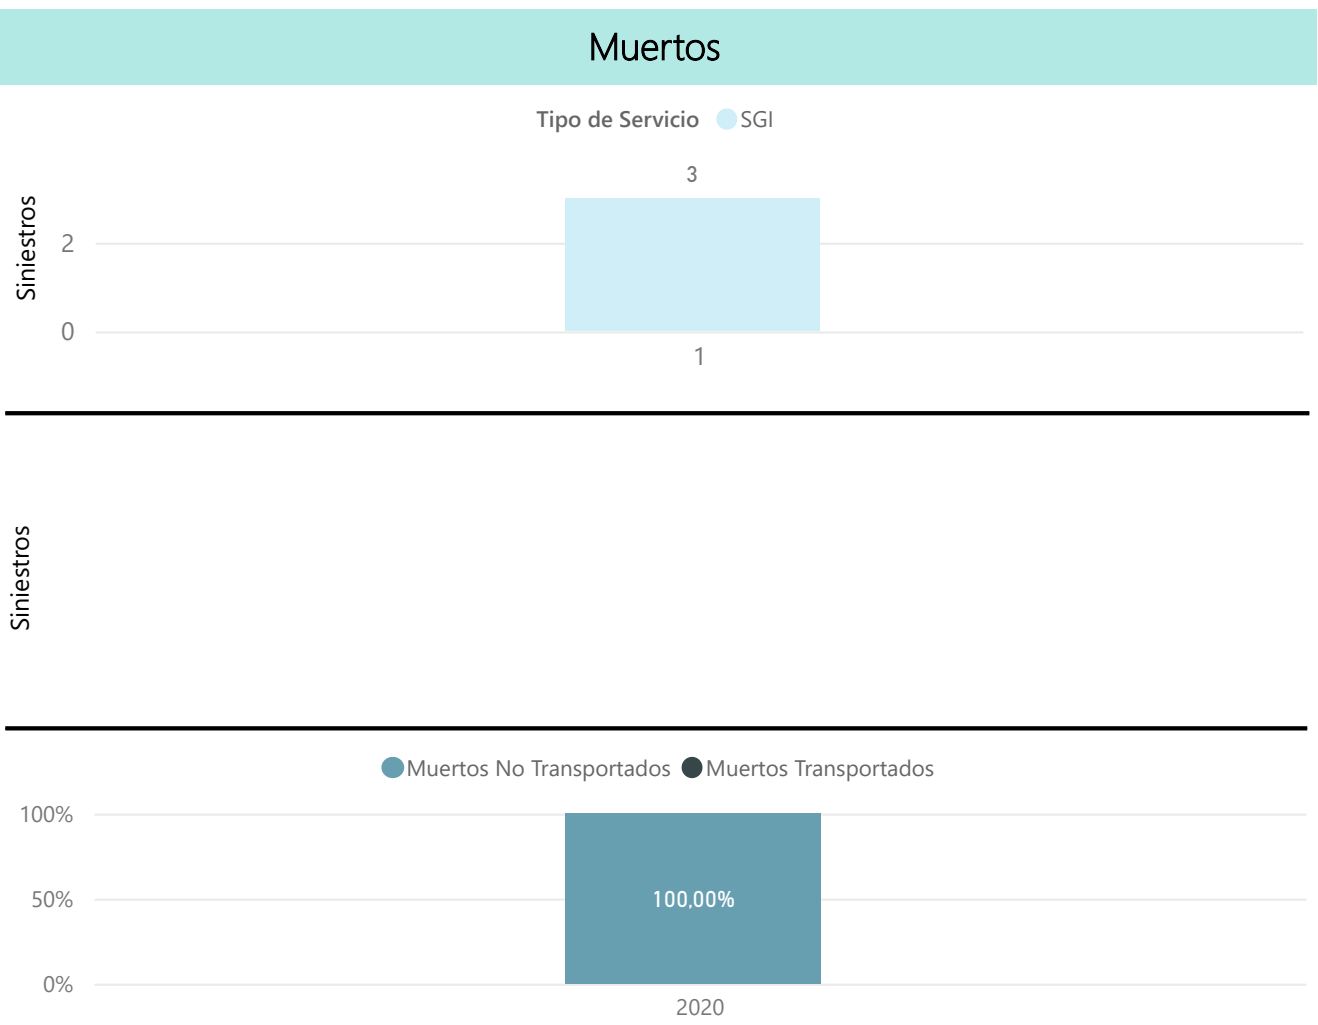 Muertos
Tipo de Servicio SGI
3
Siniestros
2
0
1
Siniestros
Muertos No Transportados Muertos Transportados
100%
50%
100,00%
0%
2020